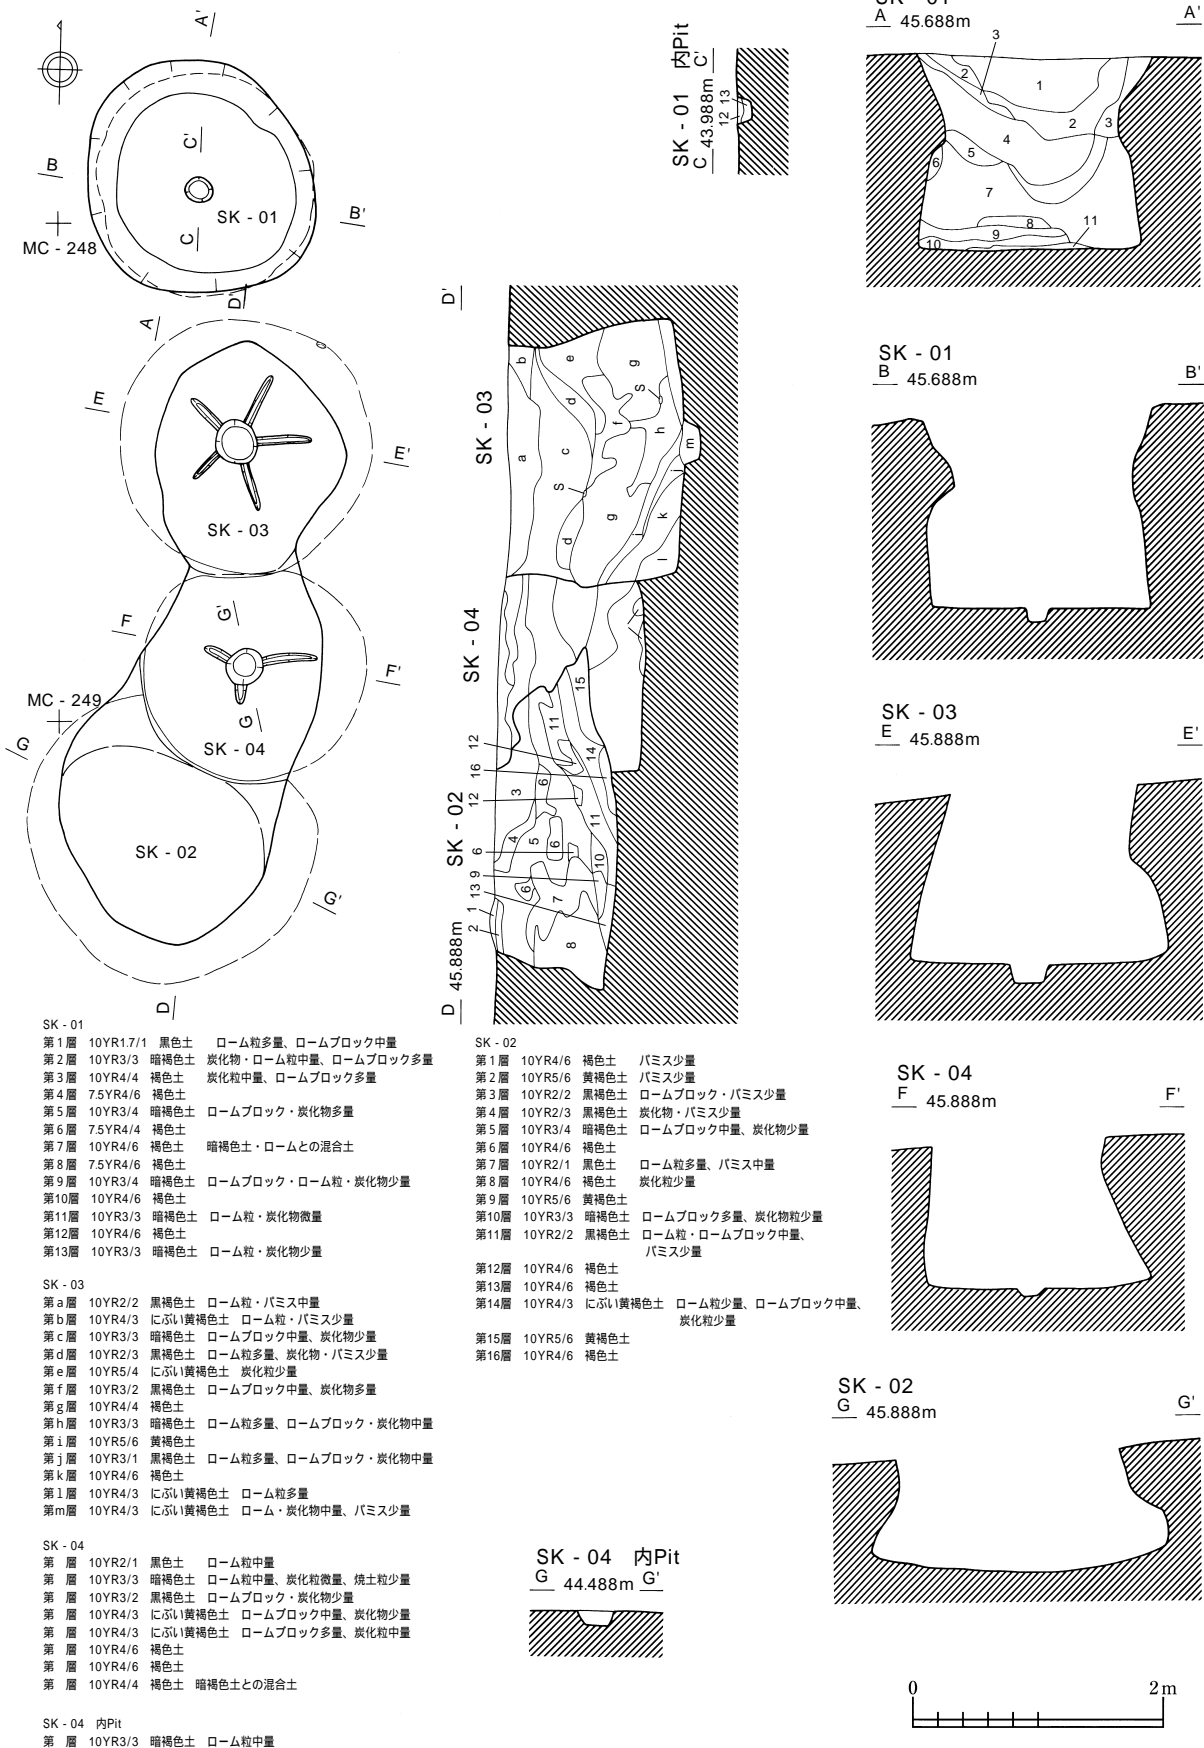 A'
B
C'
SK - 01
B'
MC - 248
C
D'
A
E
E'
SK - 03
F
G'
F'
MC - 249
G
G
SK - 04
SK - 02
G'
D
SK - 01 内Pit
C 43.988m C'
12 13
A 45.688m A'
3
2
1
2
3
4
5
6
7
8
11
9
10
SK - 01
B 45.688m B'
SK - 03
E 45.888m E'
SK - 04
F 45.888m F'
SK - 02
G 45.888m G'
D'
SK - 03
b
e
g
S
d
f
h
m
a
c
S
j
g
k
d
i
l
SK - 04
15
11
12
14
16
3
6
12
SK - 02
11
4
5
6
6
10
9
6
13
7
1
2
8
D 45.888m
SK - 01
第1層 10YR1.7/1 黒色土 ローム粒多量、ロームブロック中量
第2層 10YR3/3 暗褐色土 炭化物・ローム粒中量、ロームブロック多量
第3層 10YR4/4 褐色土 炭化粒中量、ロームブロック多量
第4層 7.5YR4/6 褐色土
第5層 10YR3/4 暗褐色土 ロームブロック・炭化物多量
第6層 7.5YR4/4 褐色土
第7層 10YR4/6 褐色土 暗褐色土・ロームとの混合土
第8層 7.5YR4/6 褐色土
第9層 10YR3/4 暗褐色土 ロームブロック・ローム粒・炭化物少量
第10層 10YR4/6 褐色土
第11層 10YR3/3 暗褐色土 ローム粒・炭化物微量
第12層 10YR4/6 褐色土
第13層 10YR3/3 暗褐色土 ローム粒・炭化物少量
SK - 03
第a層 10YR2/2 黒褐色土 ローム粒・パミス中量
第b層 10YR4/3 にぶい黄褐色土 ローム粒・パミス少量
第c層 10YR3/3 暗褐色土 ロームブロック中量、炭化物少量
第d層 10YR2/3 黒褐色土 ローム粒多量、炭化物・パミス少量
第e層 10YR5/4 にぶい黄褐色土 炭化粒少量
第f層 10YR3/2 黒褐色土 ロームブロック中量、炭化物多量
第g層 10YR4/4 褐色土
第h層 10YR3/3 暗褐色土 ローム粒多量、ロームブロック・炭化物中量
第i層 10YR5/6 黄褐色土
第j層 10YR3/1 黒褐色土 ローム粒多量、ロームブロック・炭化物中量
第k層 10YR4/6 褐色土
第l層 10YR4/3 にぶい黄褐色土 ローム粒多量
第m層 10YR4/3 にぶい黄褐色土 ローム・炭化物中量、パミス少量
SK - 04
第 層 10YR2/1 黒色土 ローム粒中量
第 層 10YR3/3 暗褐色土 ローム粒中量、炭化粒微量、焼土粒少量
第 層 10YR3/2 黒褐色土 ロームブロック・炭化物少量
第 層 10YR4/3 にぶい黄褐色土 ロームブロック中量、炭化物少量
第 層 10YR4/3 にぶい黄褐色土 ロームブロック多量、炭化粒中量
第 層 10YR4/6 褐色土
第 層 10YR4/6 褐色土
第 層 10YR4/4 褐色土 暗褐色土との混合土
SK - 04 内Pit
第 層 10YR3/3 暗褐色土 ローム粒中量
SK - 02
第1層 10YR4/6 褐色土 パミス少量
第2層 10YR5/6 黄褐色土 パミス少量
第3層 10YR2/2 黒褐色土 ロームブロック・パミス少量
第4層 10YR2/3 黒褐色土 炭化物・パミス少量
第5層 10YR3/4 暗褐色土 ロームブロック中量、炭化物少量
第6層 10YR4/6 褐色土
第7層 10YR2/1 黒色土 ローム粒多量、パミス中量
第8層 10YR4/6 褐色土 炭化粒少量
第9層 10YR5/6 黄褐色土
第10層 10YR3/3 暗褐色土 ロームブロック多量、炭化物粒少量
第11層 10YR2/2 黒褐色土 ローム粒・ロームブロック中量、
パミス少量
第12層 10YR4/6 褐色土
第13層 10YR4/6 褐色土
第14層 10YR4/3 にぶい黄褐色土 ローム粒少量、ロームブロック中量、
炭化粒少量
第15層 10YR5/6 黄褐色土
第16層 10YR4/6 褐色土
SK - 04 内Pit
G 44.488m G'
0 2m